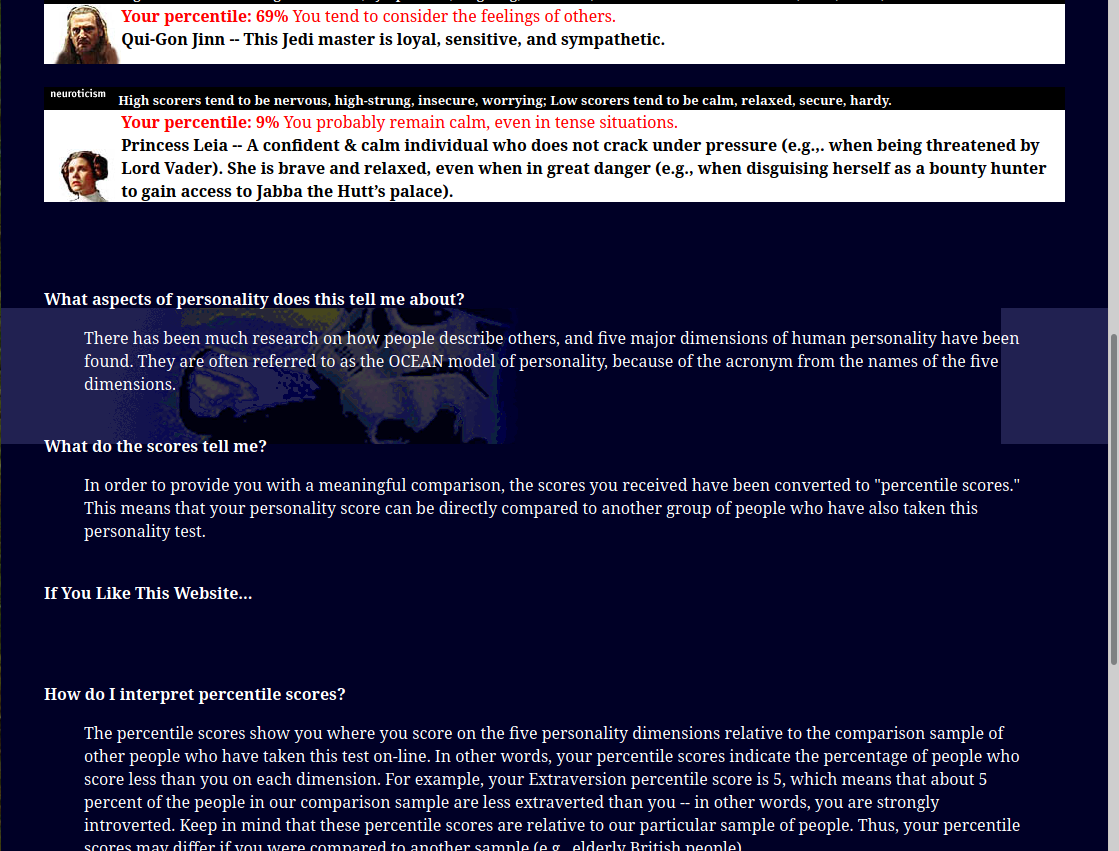 Your percentile: 69% You tend to consider the feelings of others.
Qui-Gon Jinn -- This Jedi master is loyal, sensitive, and sympathetic.
neuroticism
High scorers tend to be nervous, high-strung, insecure, worrying; Low scorers tend to be calm, relaxed, secure, hardy.
Your percentile: 9% You probably remain calm, even in tense situations.
Princess Leia -- A confident & calm individual who does not crack under pressure (e.g.,. when being threatened by
Lord Vader). She is brave and relaxed, even when in great danger (e.g., when disguising herself as a bounty hunter
to gain access to Jabba the Hutt’s palace).
What aspects of personality does this tell me about?
There has been much research on how people describe others, and five major dimensions of human personality have been
found. They are often referred to as the OCEAN model of personality, because of the acronym from the names of the five
dimensions.
What do the scores tell me?
In order to provide you with a meaningful comparison, the scores you received have been converted to "percentile scores."
This means that your personality score can be directly compared to another group of people who have also taken this
personality test.
If You Like This Website...
How do I interpret percentile scores?
The percentile scores show you where you score on the five personality dimensions relative to the comparison sample of
other people who have taken this test on-line. In other words, your percentile scores indicate the percentage of people who
score less than you on each dimension. For example, your Extraversion percentile score is 5, which means that about 5
percent of the people in our comparison sample are less extraverted than you -- in other words, you are strongly
introverted. Keep in mind that these percentile scores are relative to our particular sample of people. Thus, your percentile
scores may differ if you were compared to another sample (e.g., elderly British people).